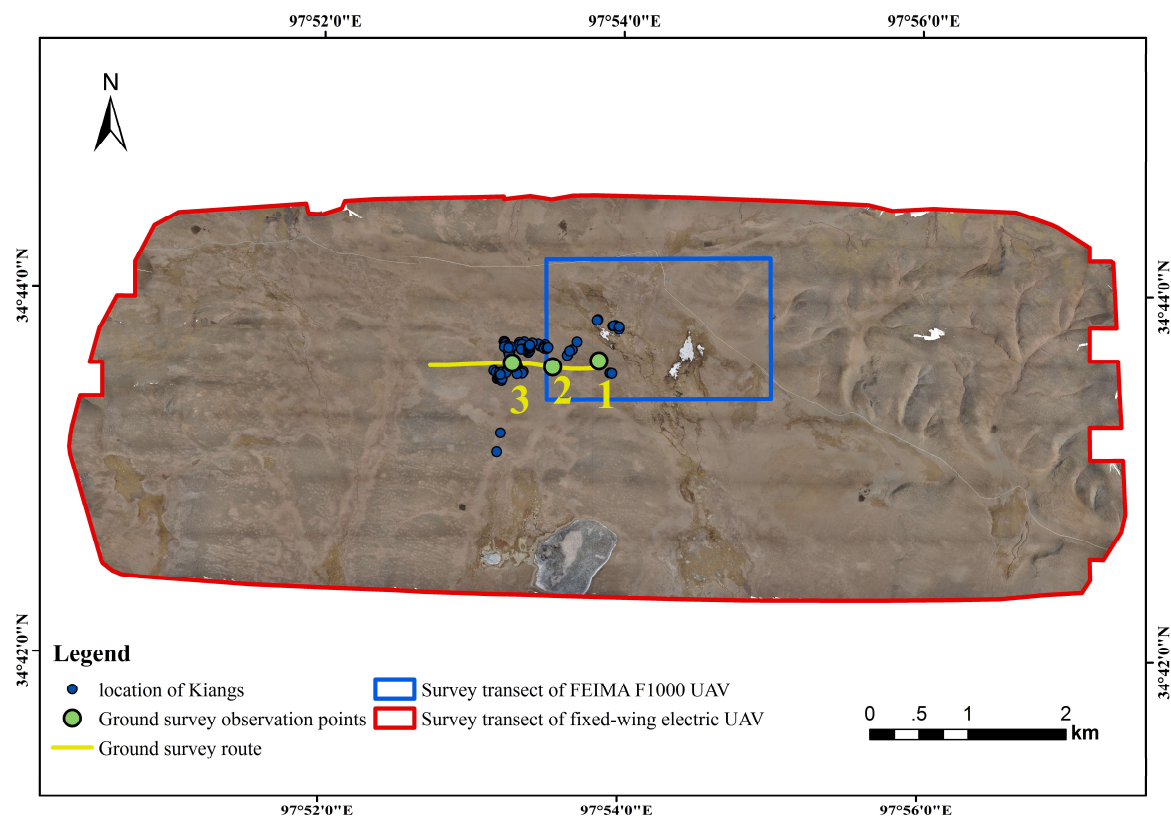 97°52'0"E
97°54'0"E
97°56'0"E
N
34°44'0"N
34°44'0"N
3
2
1
34°42'0"N
34°42'0"N
Legend
location of Kiangs
Ground survey observation points
Ground survey route
Survey transect of FEIMA F1000 UAV
Survey transect of fixed-wing electric UAV
0 .5 1 2
km
97°52'0"E
97°54'0"E
97°56'0"E